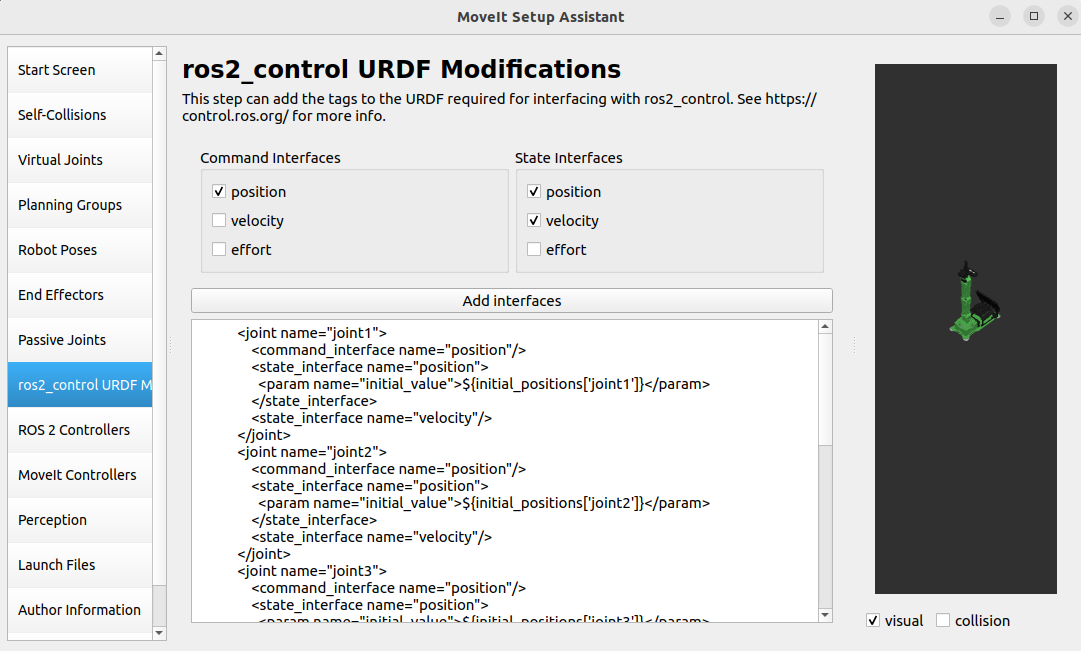 MoveIt Setup Assistant
Start Screen
Self-Collisions
Virtual Joints
Planning Groups
Robot Poses
End Effectors
Passive Joints
ros2_control URDF M
ROS 2 Controllers
MoveIt Controllers
Perception
Launch Files
Author Information
ros2_control URDF Modifications
This step can add the tags to the URDF required for interfacing with ros2_control. See https://
control.ros.org/ for more info.
Command Interfaces
position
velocity
effort
State Interfaces
position
velocity
effort
Add interfaces
<joint name="joint1">
<command_interface name="position"/>
<state_interface name="position">
<param name="initial_value">${initial_positions['joint1']}</param>
</state_interface>
<state_interface name="velocity"/>
</joint>
<joint name="joint2">
<command_interface name="position"/>
<state_interface name="position">
<param name="initial_value">${initial_positions['joint2']}</param>
</state_interface>
<state_interface name="velocity"/>
</joint>
<joint name="joint3">
<command_interface name="position"/>
<state_interface name="position">
<param name="initial_value">${initial_positions['joint3']}</param>
visual
collision